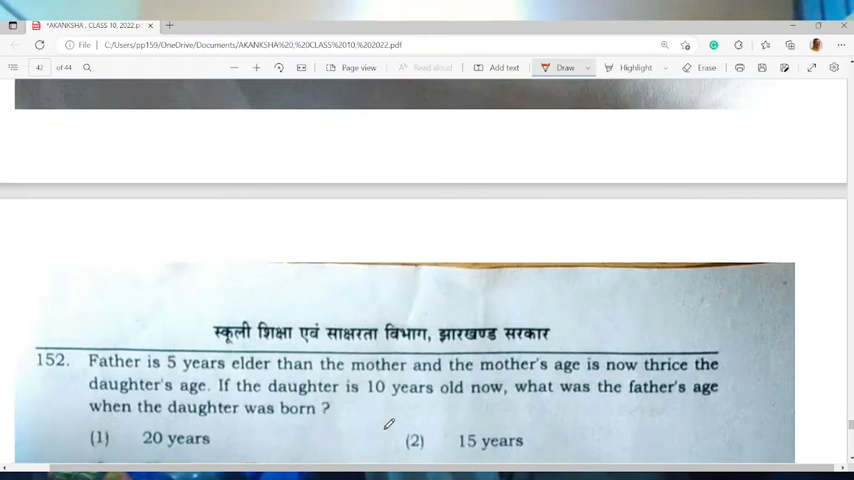 *AKANKSHA , CLASS 10, 2022.p
File C:/Users/pp159/OneDrive/Documents/AKANKSHA%20,%20CLASS%2010,%202022.pdf
42 of 44 Page view Read aloud Add text Draw Highlight Erase
स्कूली शिक्षा एवं साक्षरता विभाग, झारखण्ड सरकार
152. Father is 5 years elder than the mother and the mother's age is now thrice the
daughter's age. If the daughter is 10 years old now, what was the father's age
when the daughter was born ?
(1) 20 years (2) 15 years